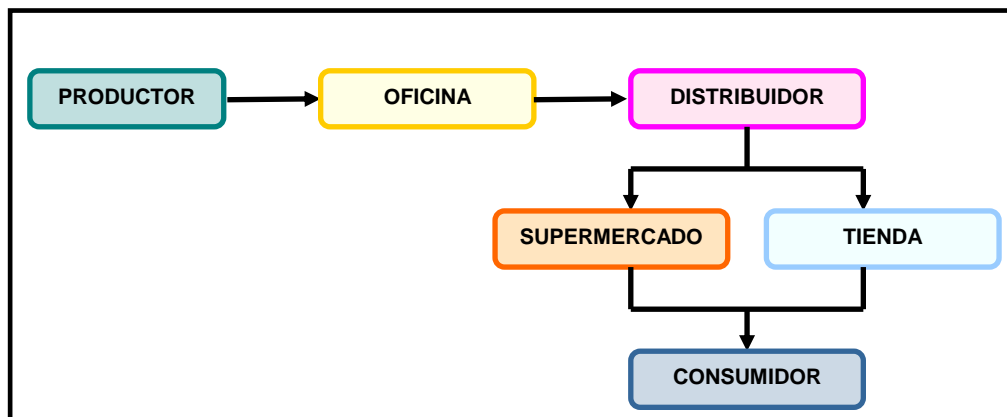 PRODUCTOR
OFICINA
DISTRIBUIDOR
SUPERMERCADO
TIENDA
CONSUMIDOR